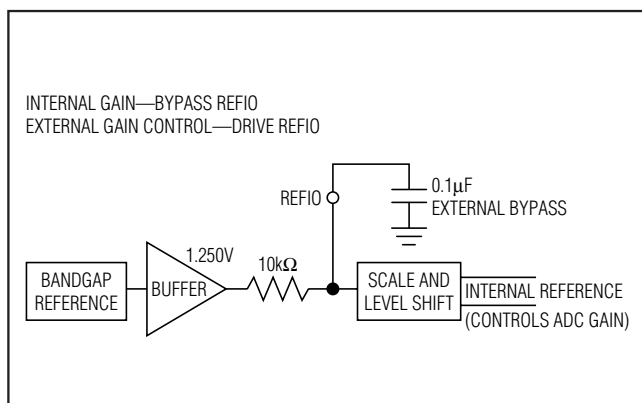 INTERNAL GAIN—BYPASS REFIO
EXTERNAL GAIN CONTROL—DRIVE REFIO
REFIO
0.1µF
EXTERNAL BYPASS
1.250V
10kΩ
BANDGAP
REFERENCE
BUFFER
SCALE AND
LEVEL SHIFT
INTERNAL REFERENCE
(CONTROLS ADC GAIN)